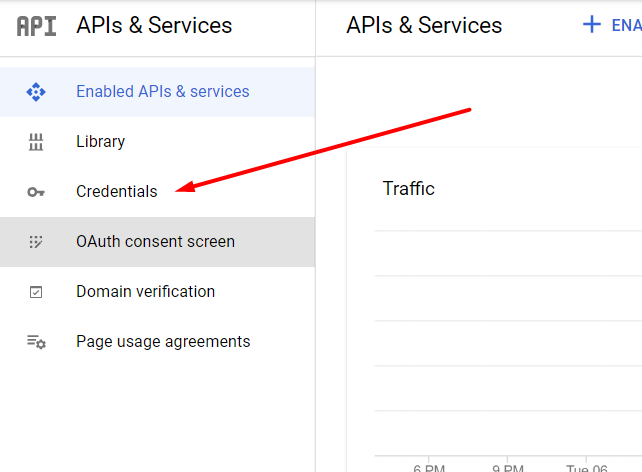 API APIs & Services
Enabled APIs & services
Library
Credentials
OAuth consent screen
Domain verification
Page usage agreements
APIs & Services
ENA
Traffic
6 PM 9 PM Tue 06